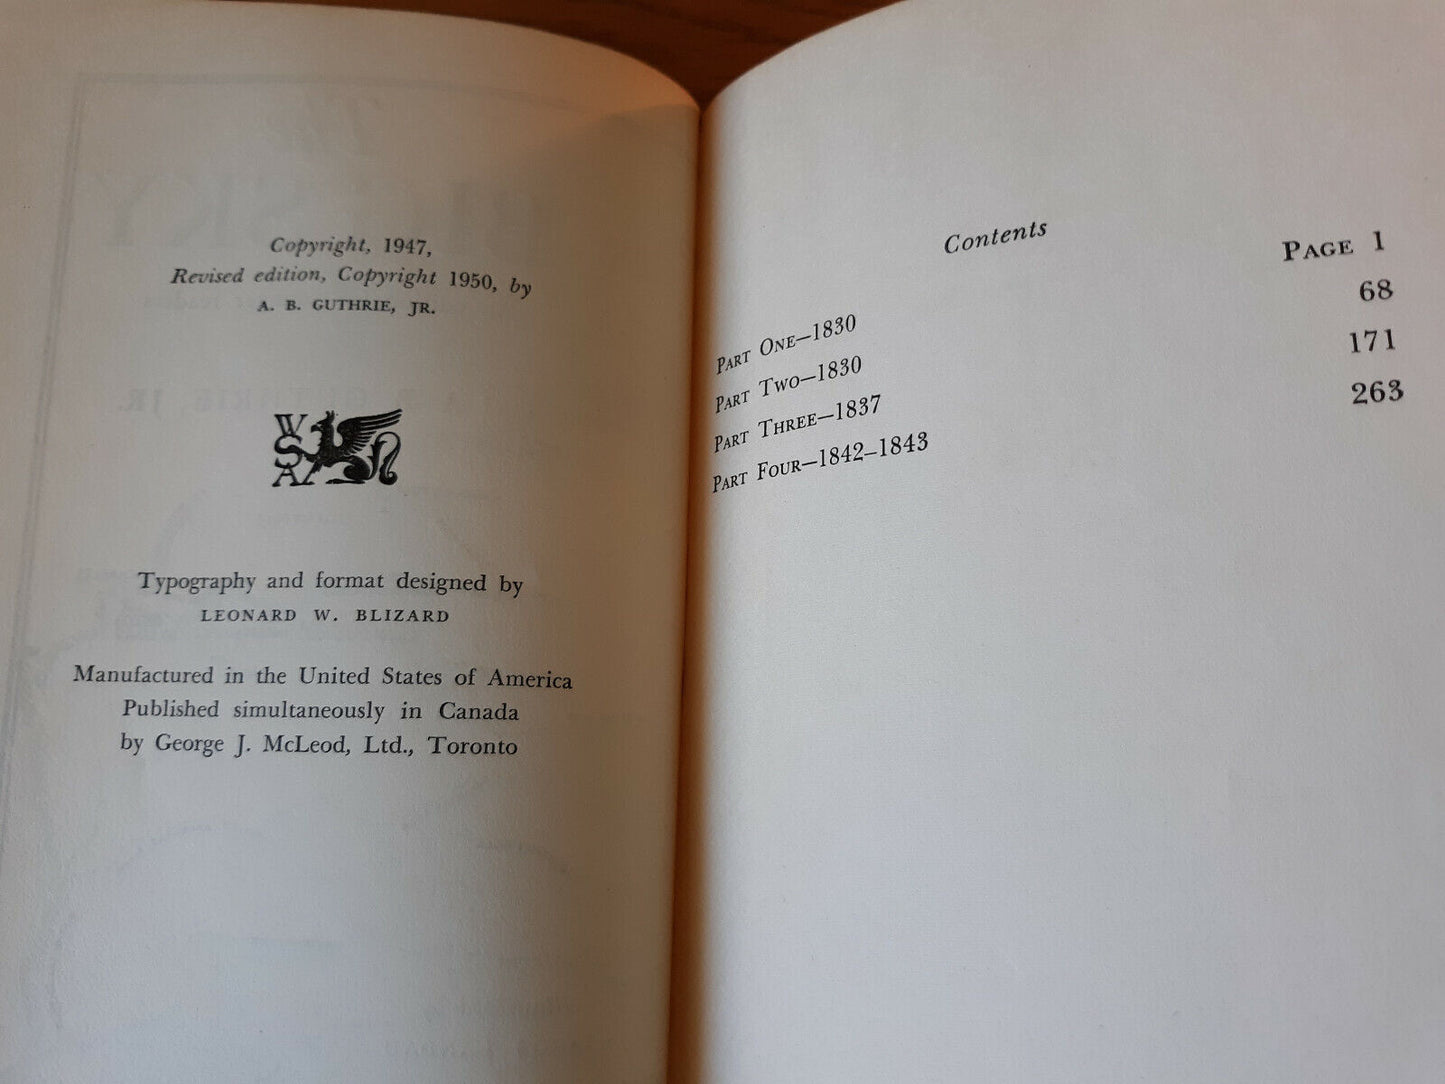 Copyright, 1947,
Revised edition, Copyright 1950, by
A. B. GUTHRIE, JR.
W
S
A
Typography and format designed by
LEONARD W. BLIZARD
Manufactured in the United States of America
Published simultaneously in Canada
by George J. McLeod, Ltd., Toronto
Contents
PART ONE—1830 PAGE 1
PART TWO—1830 68
PART THREE—1837 171
PART FOUR—1842–1843 263